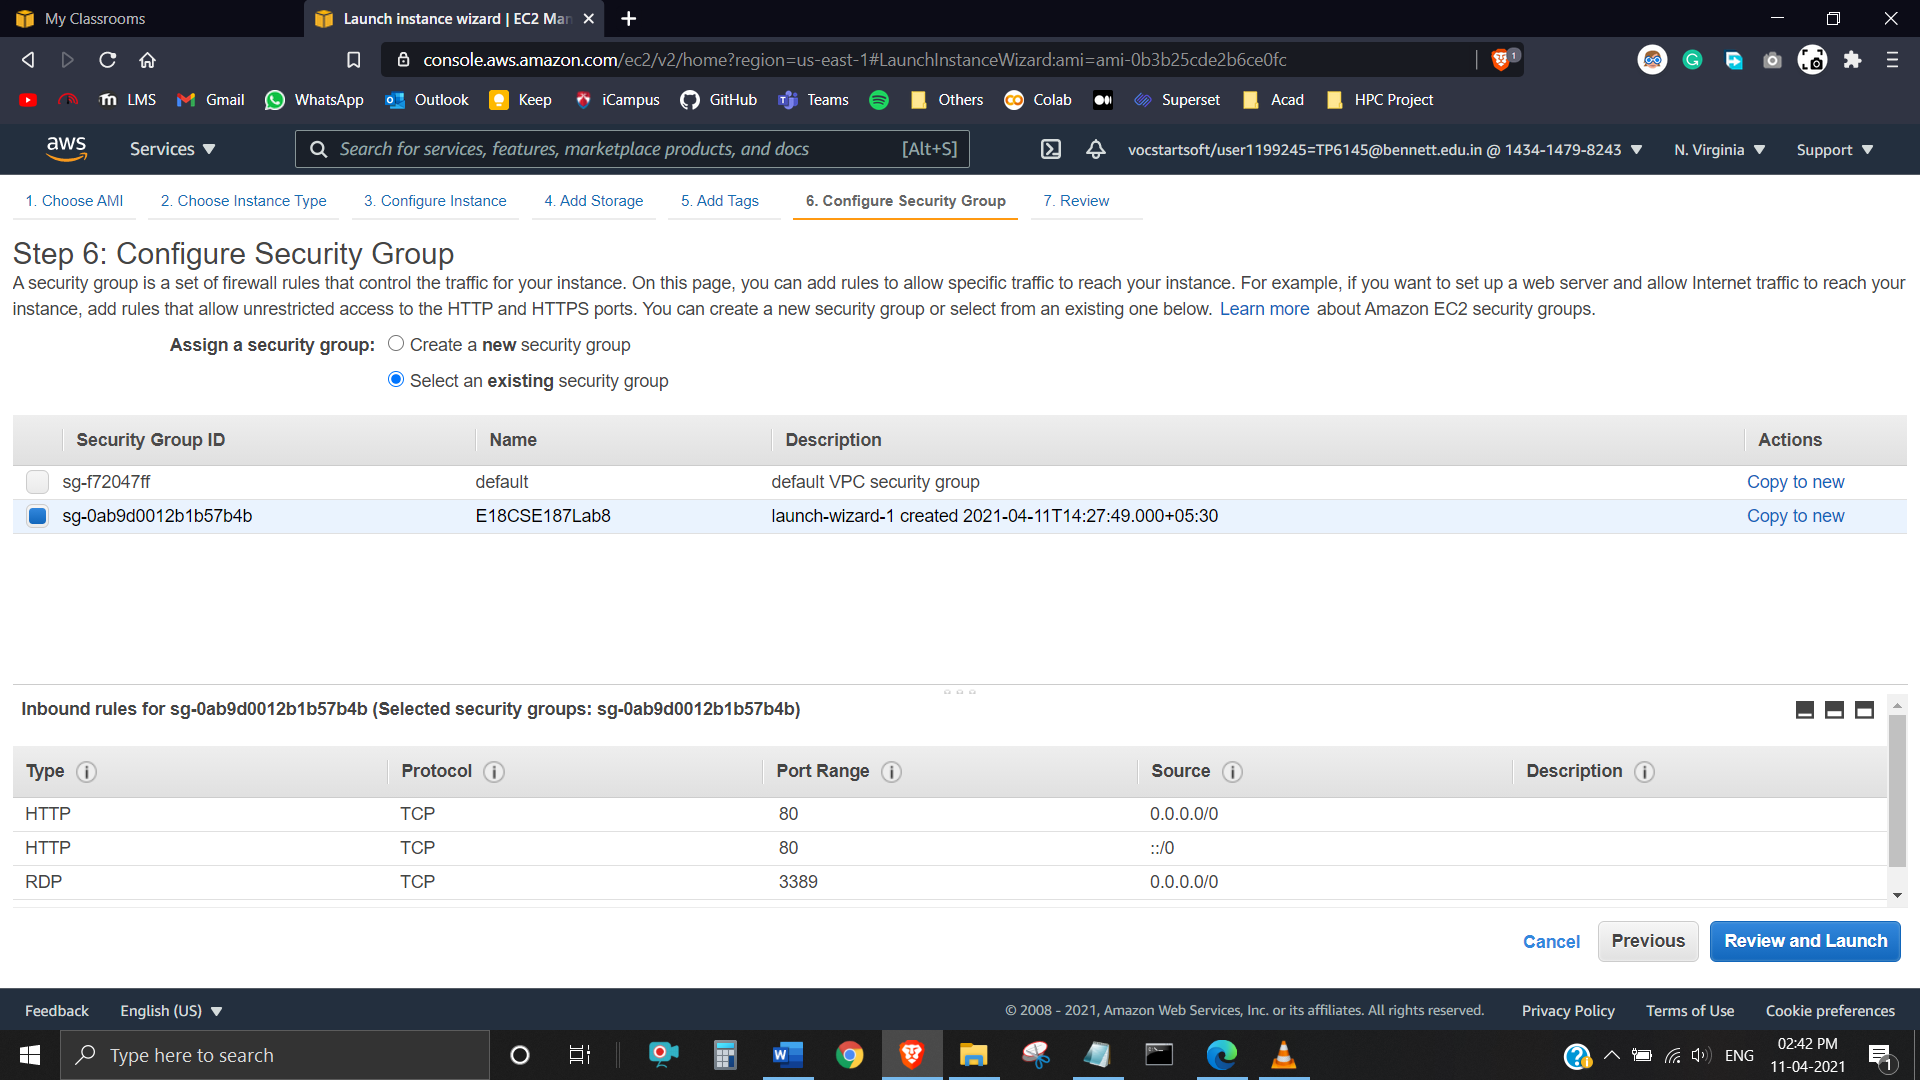 My Classrooms
Launch instance wizard | EC2 Man
console.aws.amazon.com/ec2/v2/home?region=us-east-1#LaunchInstanceWizard:ami=ami-0b3b25cde2b6ce0fc
1
LMS Gmail WhatsApp Outlook Keep iCampus GitHub Teams Others Colab Superset Acad HPC Project
aws Services Search for services, features, marketplace products, and docs [Alt+S] vocstartsoft/user1199245=TP6145@bennett.edu.in @ 1434-1479-8243 N. Virginia Support
1. Choose AMI 2. Choose Instance Type 3. Configure Instance 4. Add Storage 5. Add Tags 6. Configure Security Group 7. Review
Step 6: Configure Security Group
A security group is a set of firewall rules that control the traffic for your instance. On this page, you can add rules to allow specific traffic to reach your instance. For example, if you want to set up a web server and allow Internet traffic to reach your
instance, add rules that allow unrestricted access to the HTTP and HTTPS ports. You can create a new security group or select from an existing one below. Learn more about Amazon EC2 security groups.
Assign a security group: Create a new security group
Select an existing security group
Security Group ID Name Description Actions
sg-f72047ff default default VPC security group Copy to new
sg-0ab9d0012b1b57b4b E18CSE187Lab8 launch-wizard-1 created 2021-04-11T14:27:49.000+05:30 Copy to new
Inbound rules for sg-0ab9d0012b1b57b4b (Selected security groups: sg-0ab9d0012b1b57b4b)
Type Protocol Port Range Source Description
HTTP TCP 80 0.0.0.0/0
HTTP TCP 80 ::/0
RDP TCP 3389 0.0.0.0/0
Cancel Previous Review and Launch
Feedback English (US) © 2008 - 2021, Amazon Web Services, Inc. or its affiliates. All rights reserved. Privacy Policy Terms of Use Cookie preferences
Type here to search
ENG
02:42 PM
11-04-2021
1